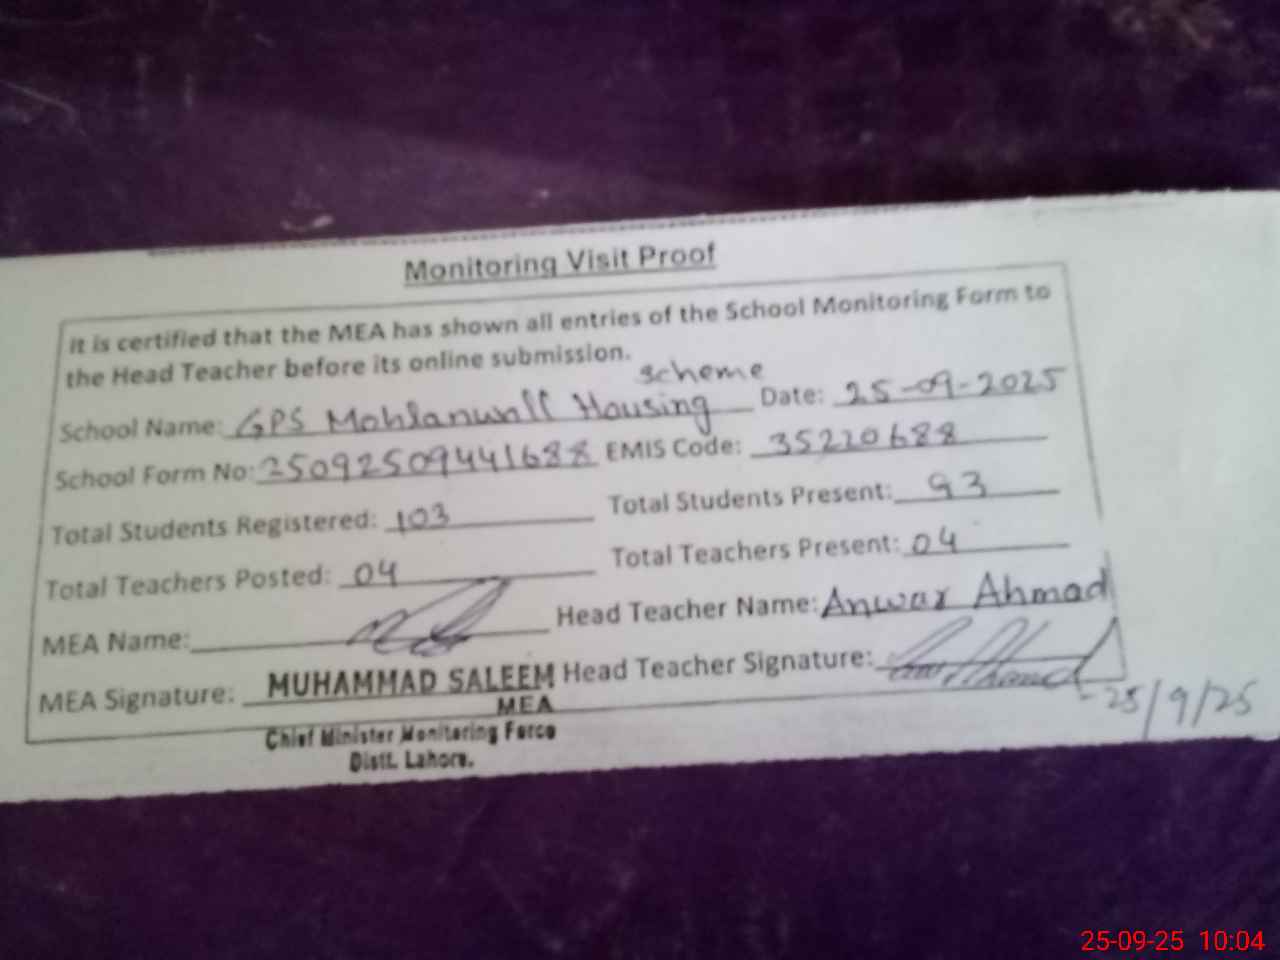 Monitoring Visit Proof
It is certified that the MEA has shown all entries of the School Monitoring Form to
the Head Teacher before its online submission.
School Name: GPS Mohlanwall Housing scheme Date: 25-09-2025
School Form No: 25092509441688 EMIS Code: 35220688
Total Students Registered: 103 Total Students Present: 93
Total Teachers Posted: 04 Total Teachers Present: 04
MEA Name: Head Teacher Name: Anwar Ahmad
MEA Signature: MUHAMMAD SALEEM Head Teacher Signature:
MEA
25/9/25
Chief Minister Monitoring Force
Distt. Lahore.
25-09-25 10:04